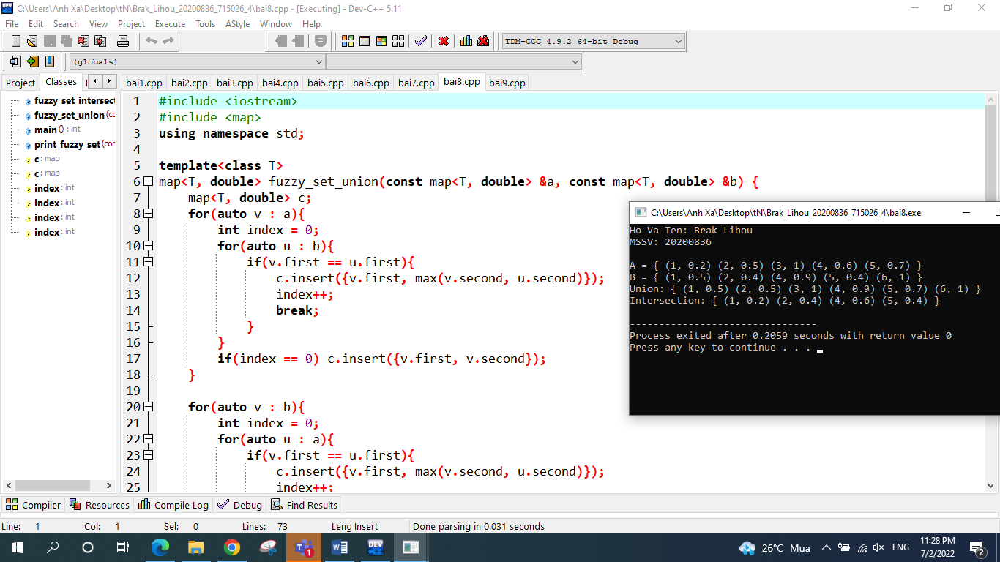 C:\Users\Anh Xa\Desktop\tN\Brak_Lihou_20200836_715026_4\bai8.cpp - [Executing] - Dev-C++ 5.11
File Edit Search View Project Execute Tools AStyle Window Help
TDM-GCC 4.9.2 64-bit Debug
(globals)
Project Classes
bai1.cpp bai2.cpp bai3.cpp bai4.cpp bai5.cpp bai6.cpp bai7.cpp bai8.cpp bai9.cpp
fuzzy_set_intersect
fuzzy_set_union (co
main () : int
print_fuzzy_set (cor
c : map
c : map
index : int
index : int
index : int
index : int
1 #include <iostream>
2 #include <map>
3 using namespace std;
4
5 template<class T>
6 map<T, double> fuzzy_set_union(const map<T, double> &a, const map<T, double> &b) {
7 map<T, double> c;
8 for(auto v : a){
9 int index = 0;
10 for(auto u : b){
11 if(v.first == u.first){
12 c.insert({v.first, max(v.second, u.second)});
13 index++;
14 break;
15 }
16 }
17 if(index == 0) c.insert({v.first, v.second});
18 }
19
20 for(auto v : b){
21 int index = 0;
22 for(auto u : a){
23 if(v.first == u.first){
24 c.insert({v.first, max(v.second, u.second)});
25 index++;
C:\Users\Anh Xa\Desktop\tN\Brak_Lihou_20200836_715026_4\bai8.exe
Ho Va Ten: Brak Lihou
MSSV: 20200836
A = { (1, 0.2) (2, 0.5) (3, 1) (4, 0.6) (5, 0.7) }
B = { (1, 0.5) (2, 0.4) (4, 0.9) (5, 0.4) (6, 1) }
Union: { (1, 0.5) (2, 0.5) (3, 1) (4, 0.9) (5, 0.7) (6, 1) }
Intersection: { (1, 0.2) (2, 0.4) (4, 0.6) (5, 0.4) }
--------------------------------
Process exited after 0.2059 seconds with return value 0
Press any key to continue . . .
Compiler Resources Compile Log Debug Find Results
Line: 1 Col: 1 Sel: 0 Lines: 73 Leng Insert Done parsing in 0.031 seconds
DEV 1 26°C Mưa ENG 11:28 PM
7/2/2022 2